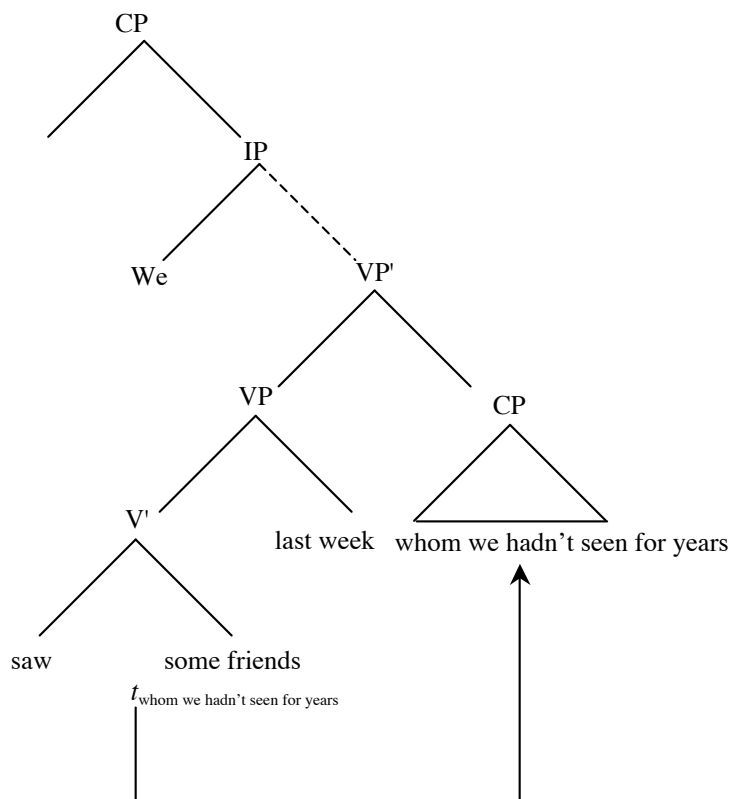 CP
IP
We
VP'
VP
CP
V'
last week
whom we hadn’t seen for years
saw
some friends
t whom we hadn’t seen for years